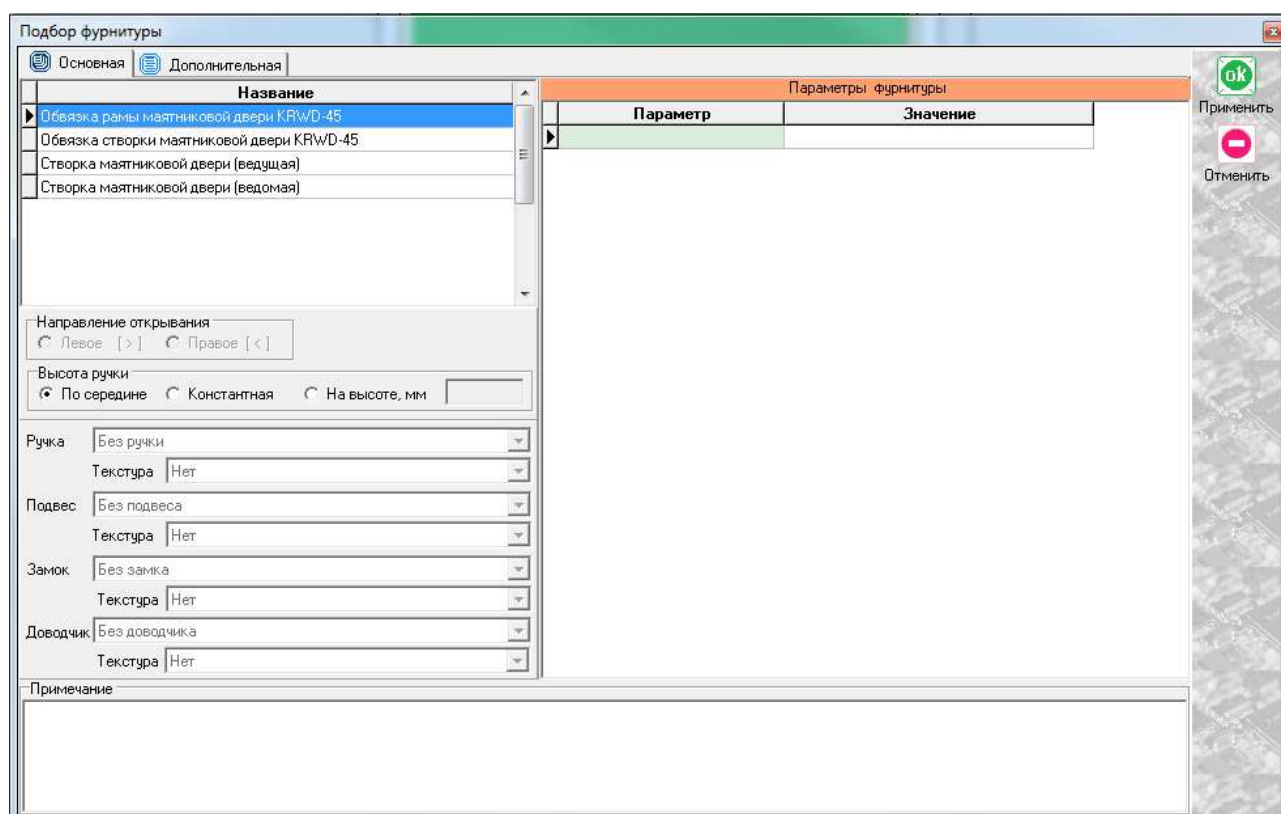 Подбор фурнитуры
Основная
Дополнительная
Название
Обвязка рамы маятниковой двери KRWD-45
Обвязка створки маятниковой двери KRWD-45
Створка маятниковой двери (ведущая)
Створка маятниковой двери (ведомая)
Направление открывания
Левое [>]
Правое [<]
Высота ручки
По середине
Константная
На высоте, мм
Ручка Без ручки
Текстура Нет
Подвес Без подвеса
Текстура Нет
Замок Без замка
Текстура Нет
Доводчик Без доводчика
Текстура Нет
Примечание
Параметры фурнитуры
Параметр Значение
ok
Применить
Отменить